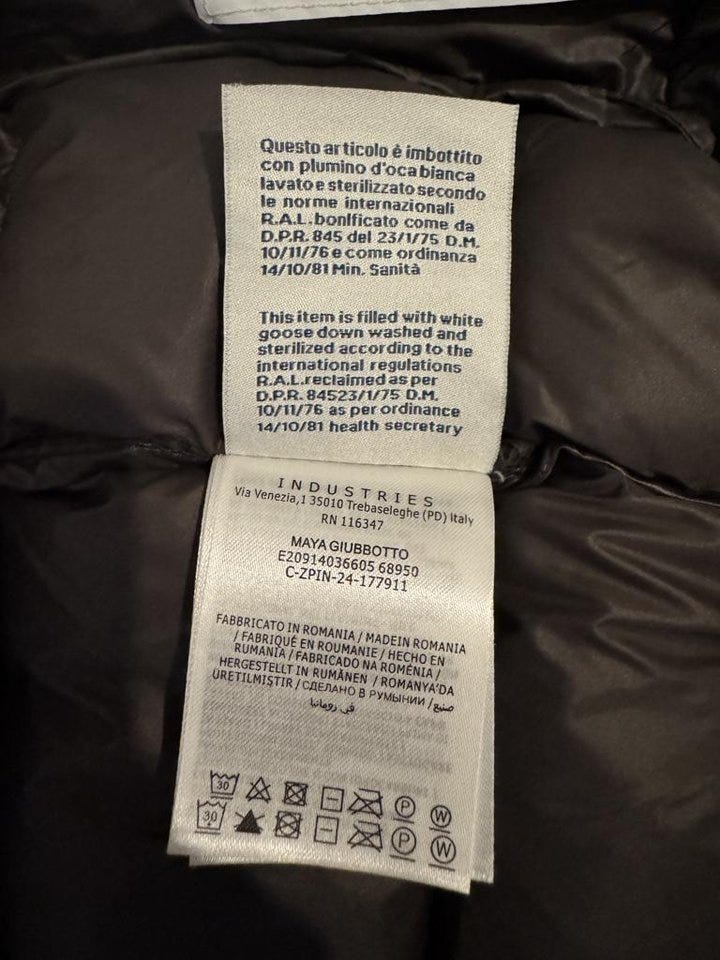 Questo articolo è imbottito
con plumino d'oca bianca
lavato e sterilizzato secondo
le norme internazionali
R.A.L. bonificato come da
D.P.R. 845 del 23/1/75 D.M.
10/11/76 e come ordinanza
14/10/81 Min. Sanità
This item is filled with white
goose down washed and
sterilized according to the
international regulations
R.A.L.reclaimed as per
D.P.R. 84523/1/75 D.M.
10/11/76 as per ordinance
14/10/81 health secretary
INDUSTRIES
Via Venezia,1 35010 Trebaseleghe (PD) Italy
RN 116347
MAYA GIUBBOTTO
E20914036605 68950
C-ZPIN-24-177911
FABBRICATO IN ROMANIA / MADEIN ROMANIA
/ FABRIQUÉ EN ROUMANIE / HECHO EN
RUMANÍA / FABRICADO NA ROMÉNIA /
HERGESTELLT IN RUMÄNEN / ROMANYA'DA
ÜRETILMIŞTIR / СДЕЛАНО В РУМЫНИИ / صنع
في رومانيا
30 P W
30 P W